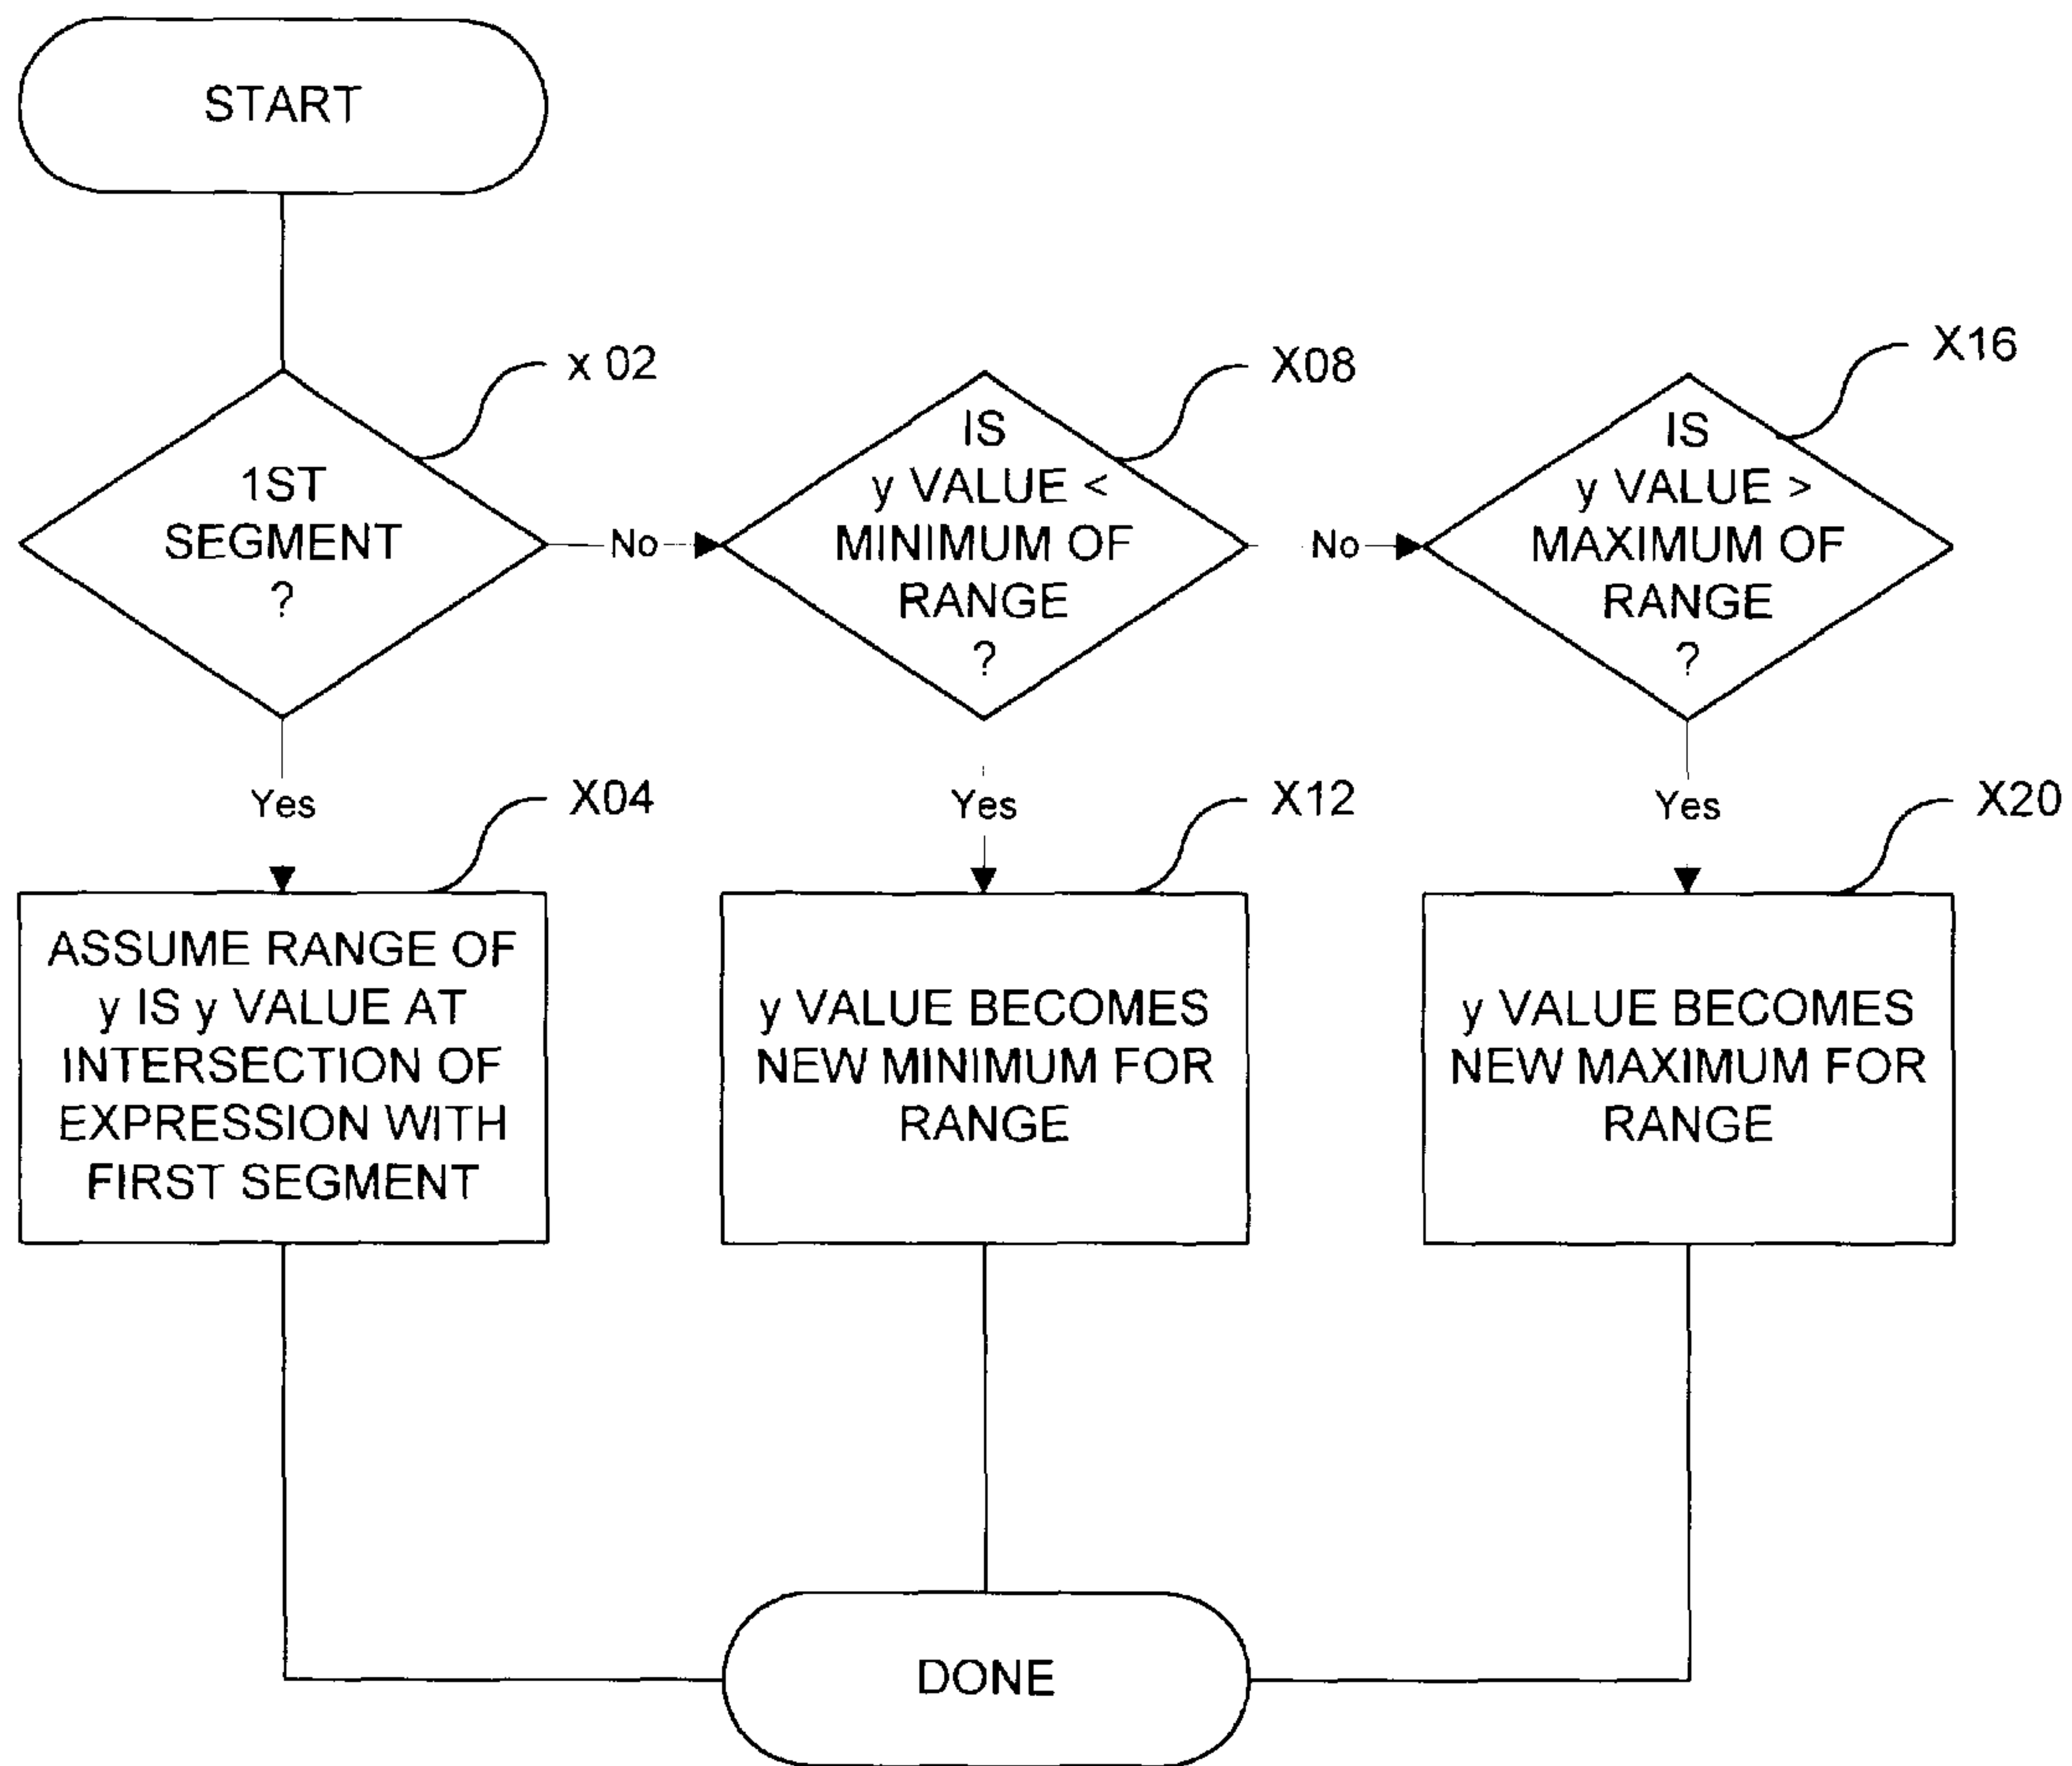 START
x 02
1ST
SEGMENT
?
No
Yes
X08
IS
y VALUE <
MINIMUM OF
RANGE
?
No
Yes
X16
IS
y VALUE >
MAXIMUM OF
RANGE
?
Yes
X04
ASSUME RANGE OF
y IS y VALUE AT
INTERSECTION OF
EXPRESSION WITH
FIRST SEGMENT
X12
y VALUE BECOMES
NEW MINIMUM FOR
RANGE
X20
y VALUE BECOMES
NEW MAXIMUM FOR
RANGE
DONE